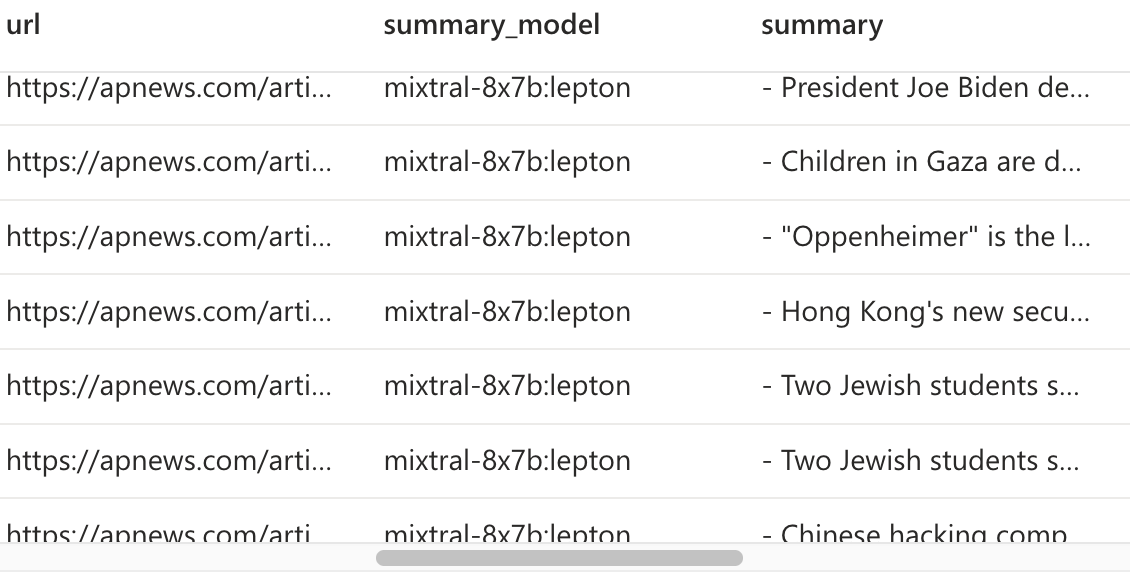 url summary_model summary
https://apnews.com/arti... mixtral-8x7b:lepton - President Joe Biden de...
https://apnews.com/arti... mixtral-8x7b:lepton - Children in Gaza are d...
https://apnews.com/arti... mixtral-8x7b:lepton - "Oppenheimer" is the l...
https://apnews.com/arti... mixtral-8x7b:lepton - Hong Kong's new secu...
https://apnews.com/arti... mixtral-8x7b:lepton - Two Jewish students s...
https://apnews.com/arti... mixtral-8x7b:lepton - Two Jewish students s...
https://apnews.com/arti mixtral-8x7b:lepton - Chinese hacking comp